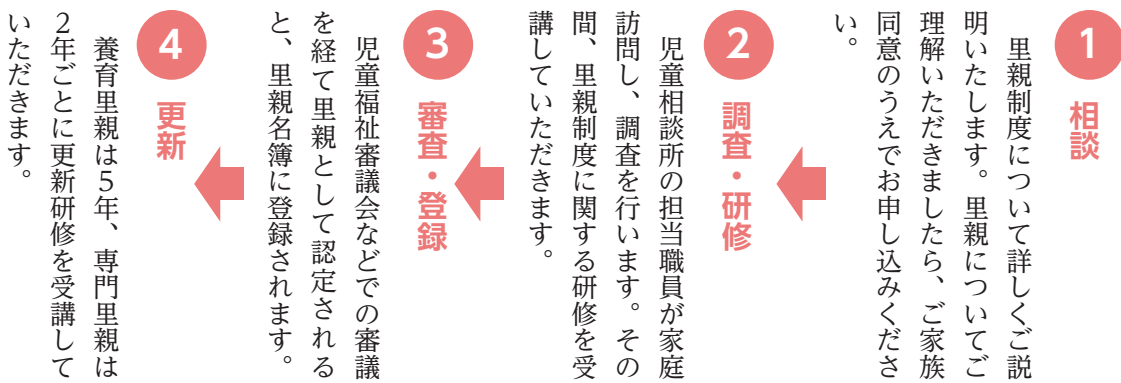 1
相談
里親制度について詳しくご説
明いたします。里親についてご
理解いただきましたら、ご家族
同意のうえでお申し込みくださ
い。
2
調査・研修
児童相談所の担当職員が家庭
訪問し、調査を行います。その
間、里親制度に関する研修を受
講していただきます。
3
審査・登録
児童福祉審議会などでの審議
を経て里親として認定される
と、里親名簿に登録されます。
4
更新
養育里親は５年、専門里親は
２年ごとに更新研修を受講して
いただきます。